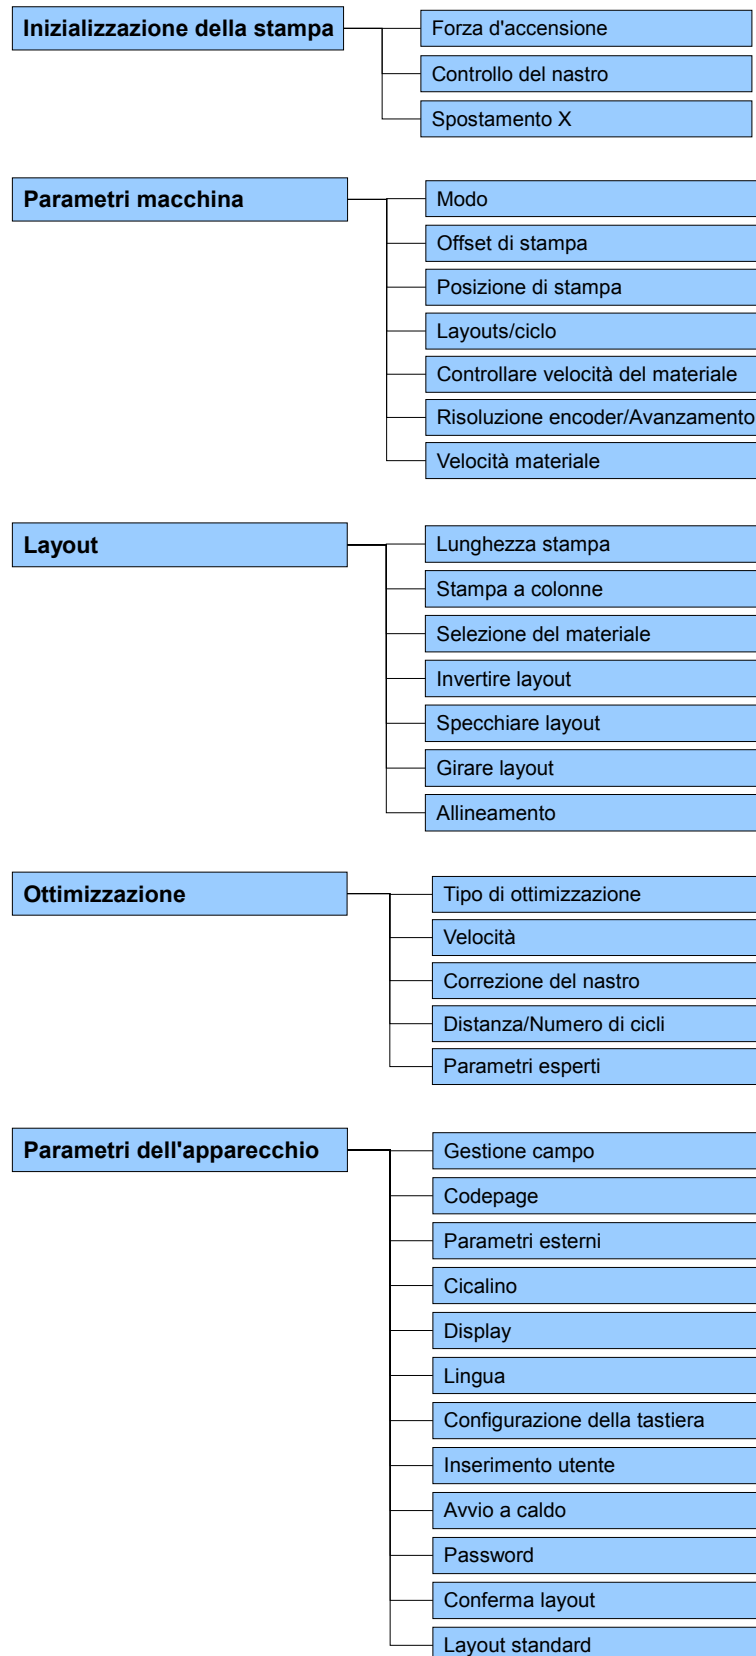 Inizializzazione della stampa
Forza d'accensione
Controllo del nastro
Spostamento X
Parametri macchina
Modo
Offset di stampa
Posizione di stampa
Layouts/ciclo
Controllare velocità del materiale
Risoluzione encoder/Avanzamento
Velocità materiale
Layout
Lunghezza stampa
Stampa a colonne
Selezione del materiale
Invertire layout
Specchiare layout
Girare layout
Allineamento
Ottimizzazione
Tipo di ottimizzazione
Velocità
Correzione del nastro
Distanza/Numero di cicli
Parametri esperti
Parametri dell'apparecchio
Gestione campo
Codepage
Parametri esterni
Cicalino
Display
Lingua
Configurazione della tastiera
Inserimento utente
Avvio a caldo
Password
Conferma layout
Layout standard